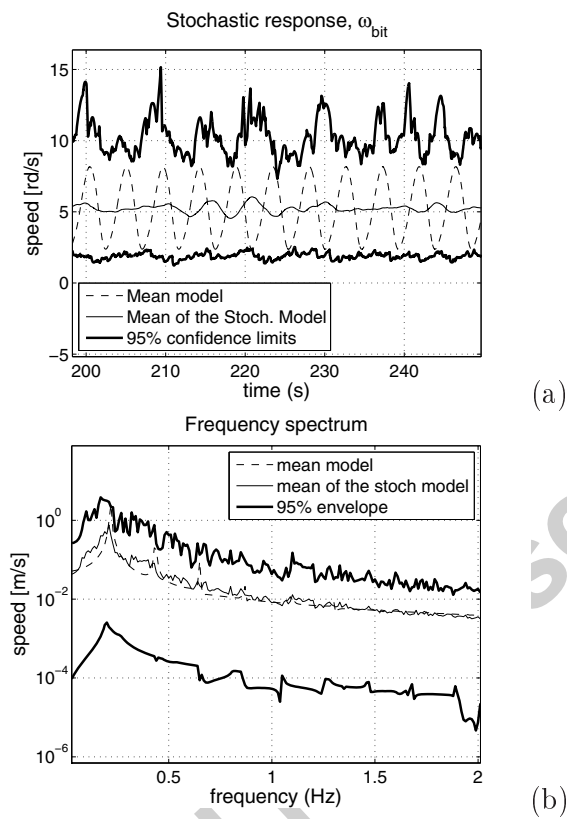 Stochastic response, ω_bit
15
10
5
0
−5
speed [rd/s]
Mean model
Mean of the Stoch. Model
95% confidence limits
200 210 220 230 240
time (s)
(a)
Frequency spectrum
mean model
mean of the stoch model
95% envelope
10^0
10^−2
10^−4
10^−6
speed [m/s]
0.5 1 1.5 2
frequency (Hz)
(b)